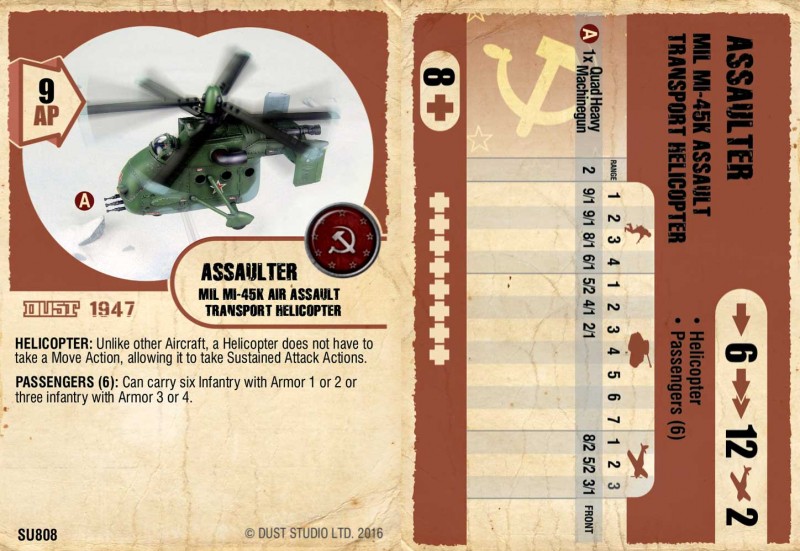 9
AP
A
ASSAULTER
MIL MI-45K AIR ASSAULT
TRANSPORT HELICOPTER
DUST 1947
HELICOPTER: Unlike other Aircraft, a Helicopter does not have to
take a Move Action, allowing it to take Sustained Attack Actions.
PASSENGERS (6): Can carry six Infantry with Armor 1 or 2 or
three infantry with Armor 3 or 4.
SU808
© DUST STUDIO LTD. 2016
ASSAULTER
MIL MI-45K ASSAULT
TRANSPORT HELICOPTER
6 12 2
• Helicopter
• Passengers (6)
RANGE 1 2 3 4 1 2 3 4 5 6 7 1 2 3
A 1x Quad Heavy
Machinegun
2 9/1 9/1 8/1 6/1 5/2 4/1 2/1 8/2 5/2 3/1 FRONT
8